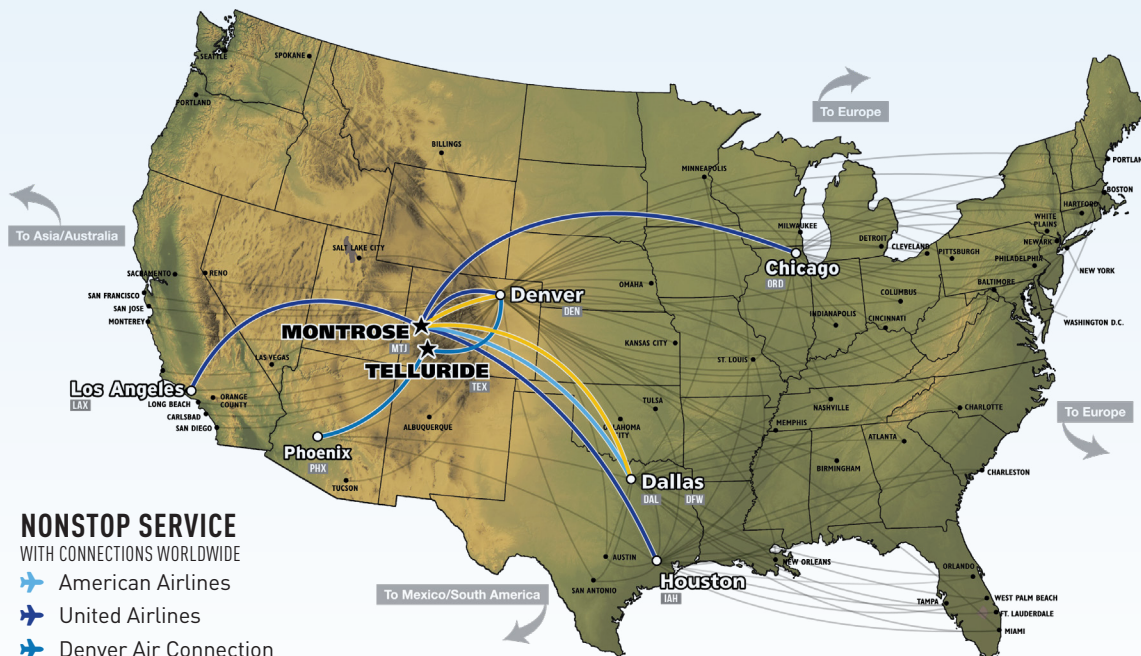 SEATTLE
SPOKANE
PORTLAND
BILLINGS
MINNEAPOLIS
To Europe
PORTLAN
BOSTON
HARTFORD
WHITE
PLAINS
NEWARK
NEW YORK
To Asia/Australia
SALT LAKE CITY
SACRAMENTO
RENO
SAN FRANCISCO
SAN JOSE
MONTEREY
MILWAUKEE
Chicago
ORD
DETROIT
CLEVELAND
PITTSBURGH
PHILADELPHIA
BALTIMORE
WASHINGTON D.C.
OMAHA
Denver
DEN
COLUMBUS
INDIANAPOLIS
CINCINNATI
MONTROSE
MTJ
TELLURIDE
TEX
KANSAS CITY
ST. LOUIS
LAS VEGAS
Los Angeles
LAX
ORANGE
COUNTY
LONG BEACH
CARLSBAD
SAN DIEGO
Phoenix
PHX
TUCSON
ALBUQUERQUE
TULSA
OKLAHOMA
CITY
NASHVILLE
MEMPHIS
CHARLOTTE
ATLANTA
BIRMINGHAM
CHARLESTON
To Europe
Dallas
DAL
DFW
AUSTIN
SAN ANTONIO
Houston
IAH
NEW ORLEANS
ORLANDO
TAMPA
WEST PALM BEACH
FT. LAUDERDALE
MIAMI
To Mexico/South America
NONSTOP SERVICE
WITH CONNECTIONS WORLDWIDE
American Airlines
United Airlines
Denver Air Connection